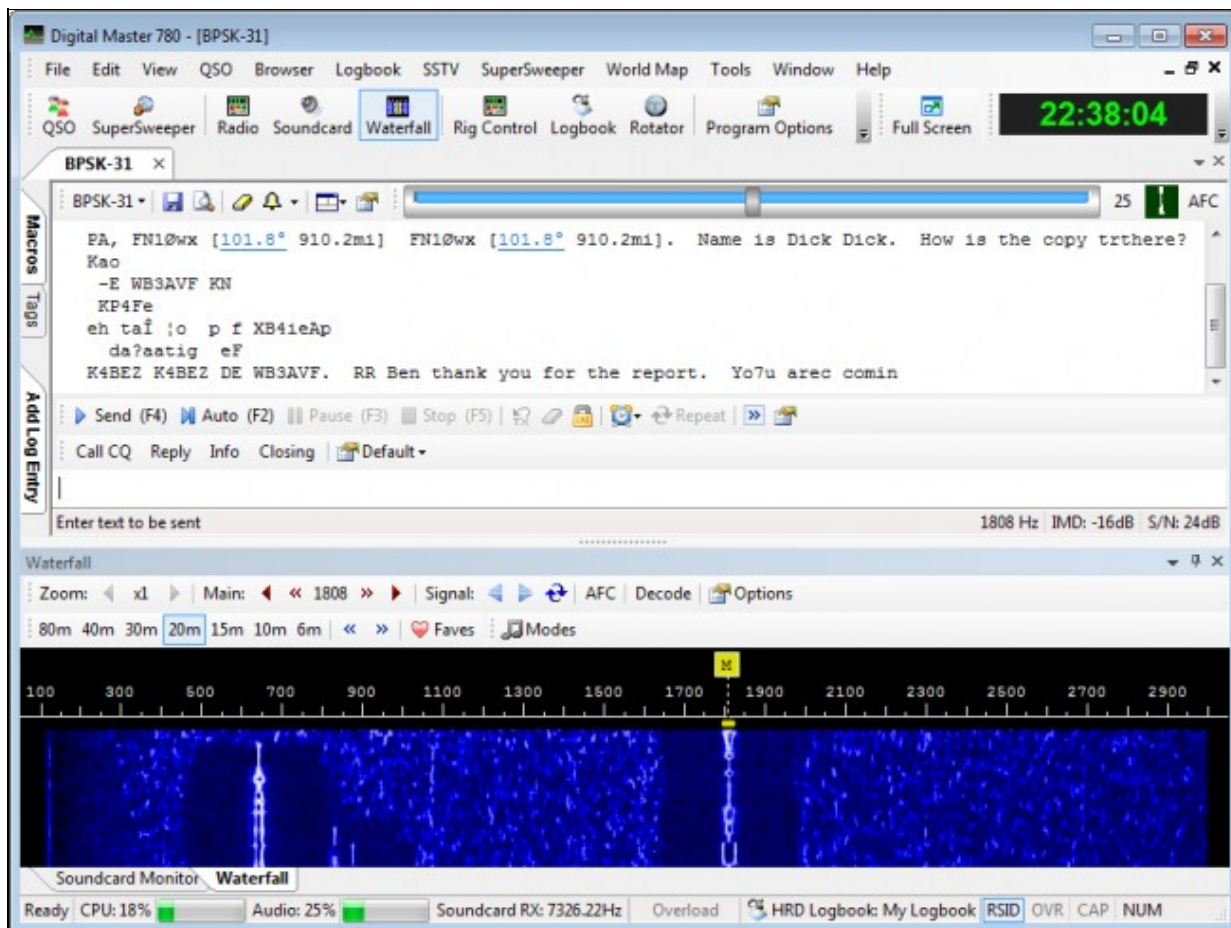 Digital Master 780 - [BPSK-31]
File Edit View QSO Browser Logbook SSTV SuperSweeper World Map Tools Window Help
QSO SuperSweeper Radio Soundcard Waterfall Rig Control Logbook Rotator Program Options Full Screen 22:38:04
BPSK-31
BPSK-31 25 AFC
Macros
Tags
Add Log Entry
PA, FN1Øwx [101.8° 910.2mi] FN1Øwx [101.8° 910.2mi]. Name is Dick Dick. How is the copy trthere?
Kao
-E WB3AVF KN
KP4Fe
eh taÎ ¦o p f XB4ieAp
da?aatig eF
K4BEZ K4BEZ DE WB3AVF. RR Ben thank you for the report. Yo7u arec comin
Send (F4) Auto (F2) Pause (F3) Stop (F5) Repeat
Call CQ Reply Info Closing Default
Enter text to be sent 1808 Hz IMD: -16dB S/N: 24dB
Waterfall
Zoom: x1 Main: 1808 Signal: AFC Decode Options
80m 40m 30m 20m 15m 10m 6m Faves Modes
M
100 300 500 700 900 1100 1300 1500 1700 1900 2100 2300 2500 2700 2900
Soundcard Monitor Waterfall
Ready CPU: 18% Audio: 25% Soundcard RX: 7326.22Hz Overload HRD Logbook: My Logbook RSID OVR CAP NUM